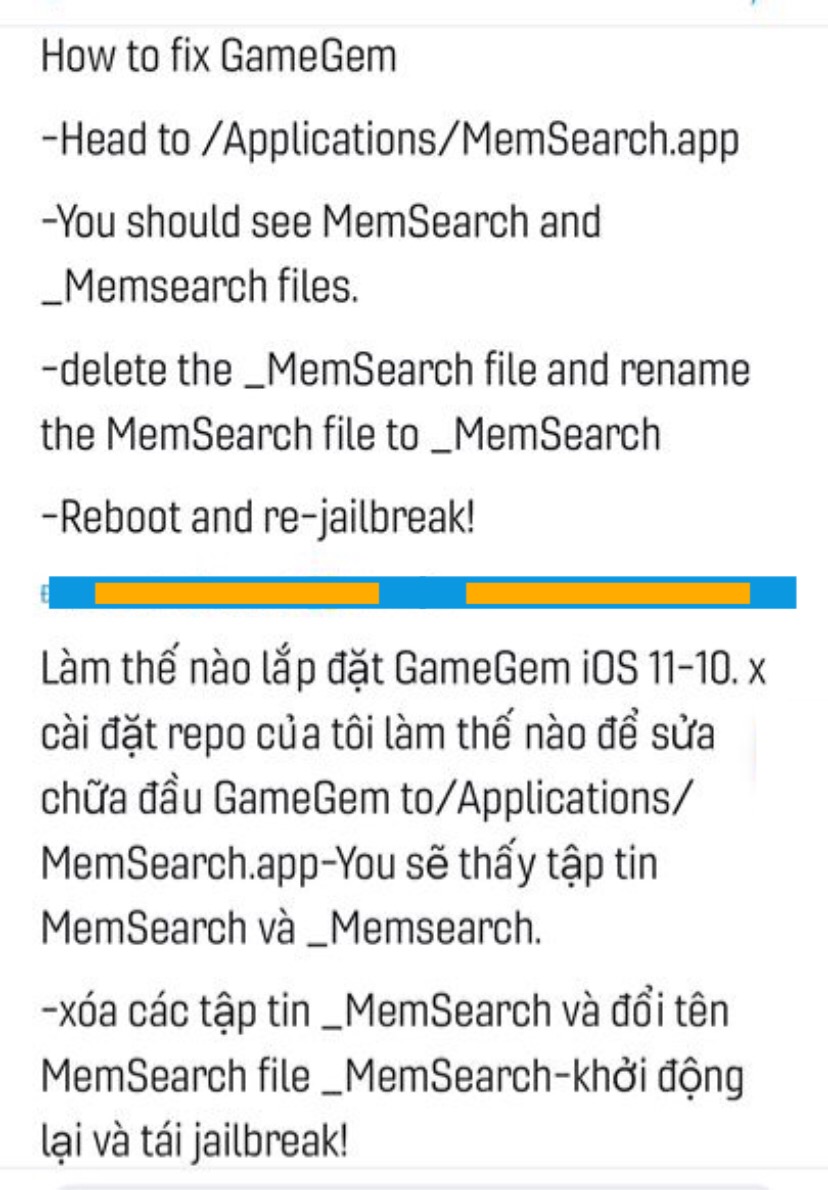 How to fix GameGem
-Head to /Applications/MemSearch.app
-You should see MemSearch and
_Memsearch files.
-delete the _MemSearch file and rename
the MemSearch file to _MemSearch
-Reboot and re-jailbreak!
Làm thế nào lắp đặt GameGem iOS 11-10. x
cài đặt repo của tôi làm thế nào để sửa
chữa đầu GameGem to/Applications/
MemSearch.app-You sẽ thấy tập tin
MemSearch và _Memsearch.
-xóa các tập tin _MemSearch và đổi tên
MemSearch file _MemSearch-khởi động
lại và tái jailbreak!